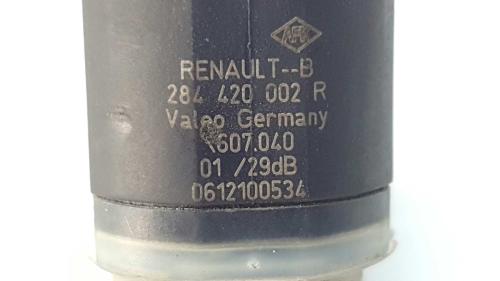 RENAULT--B
284 420 002 R
Valeo Germany
607.040
01 /29dB
0612100534